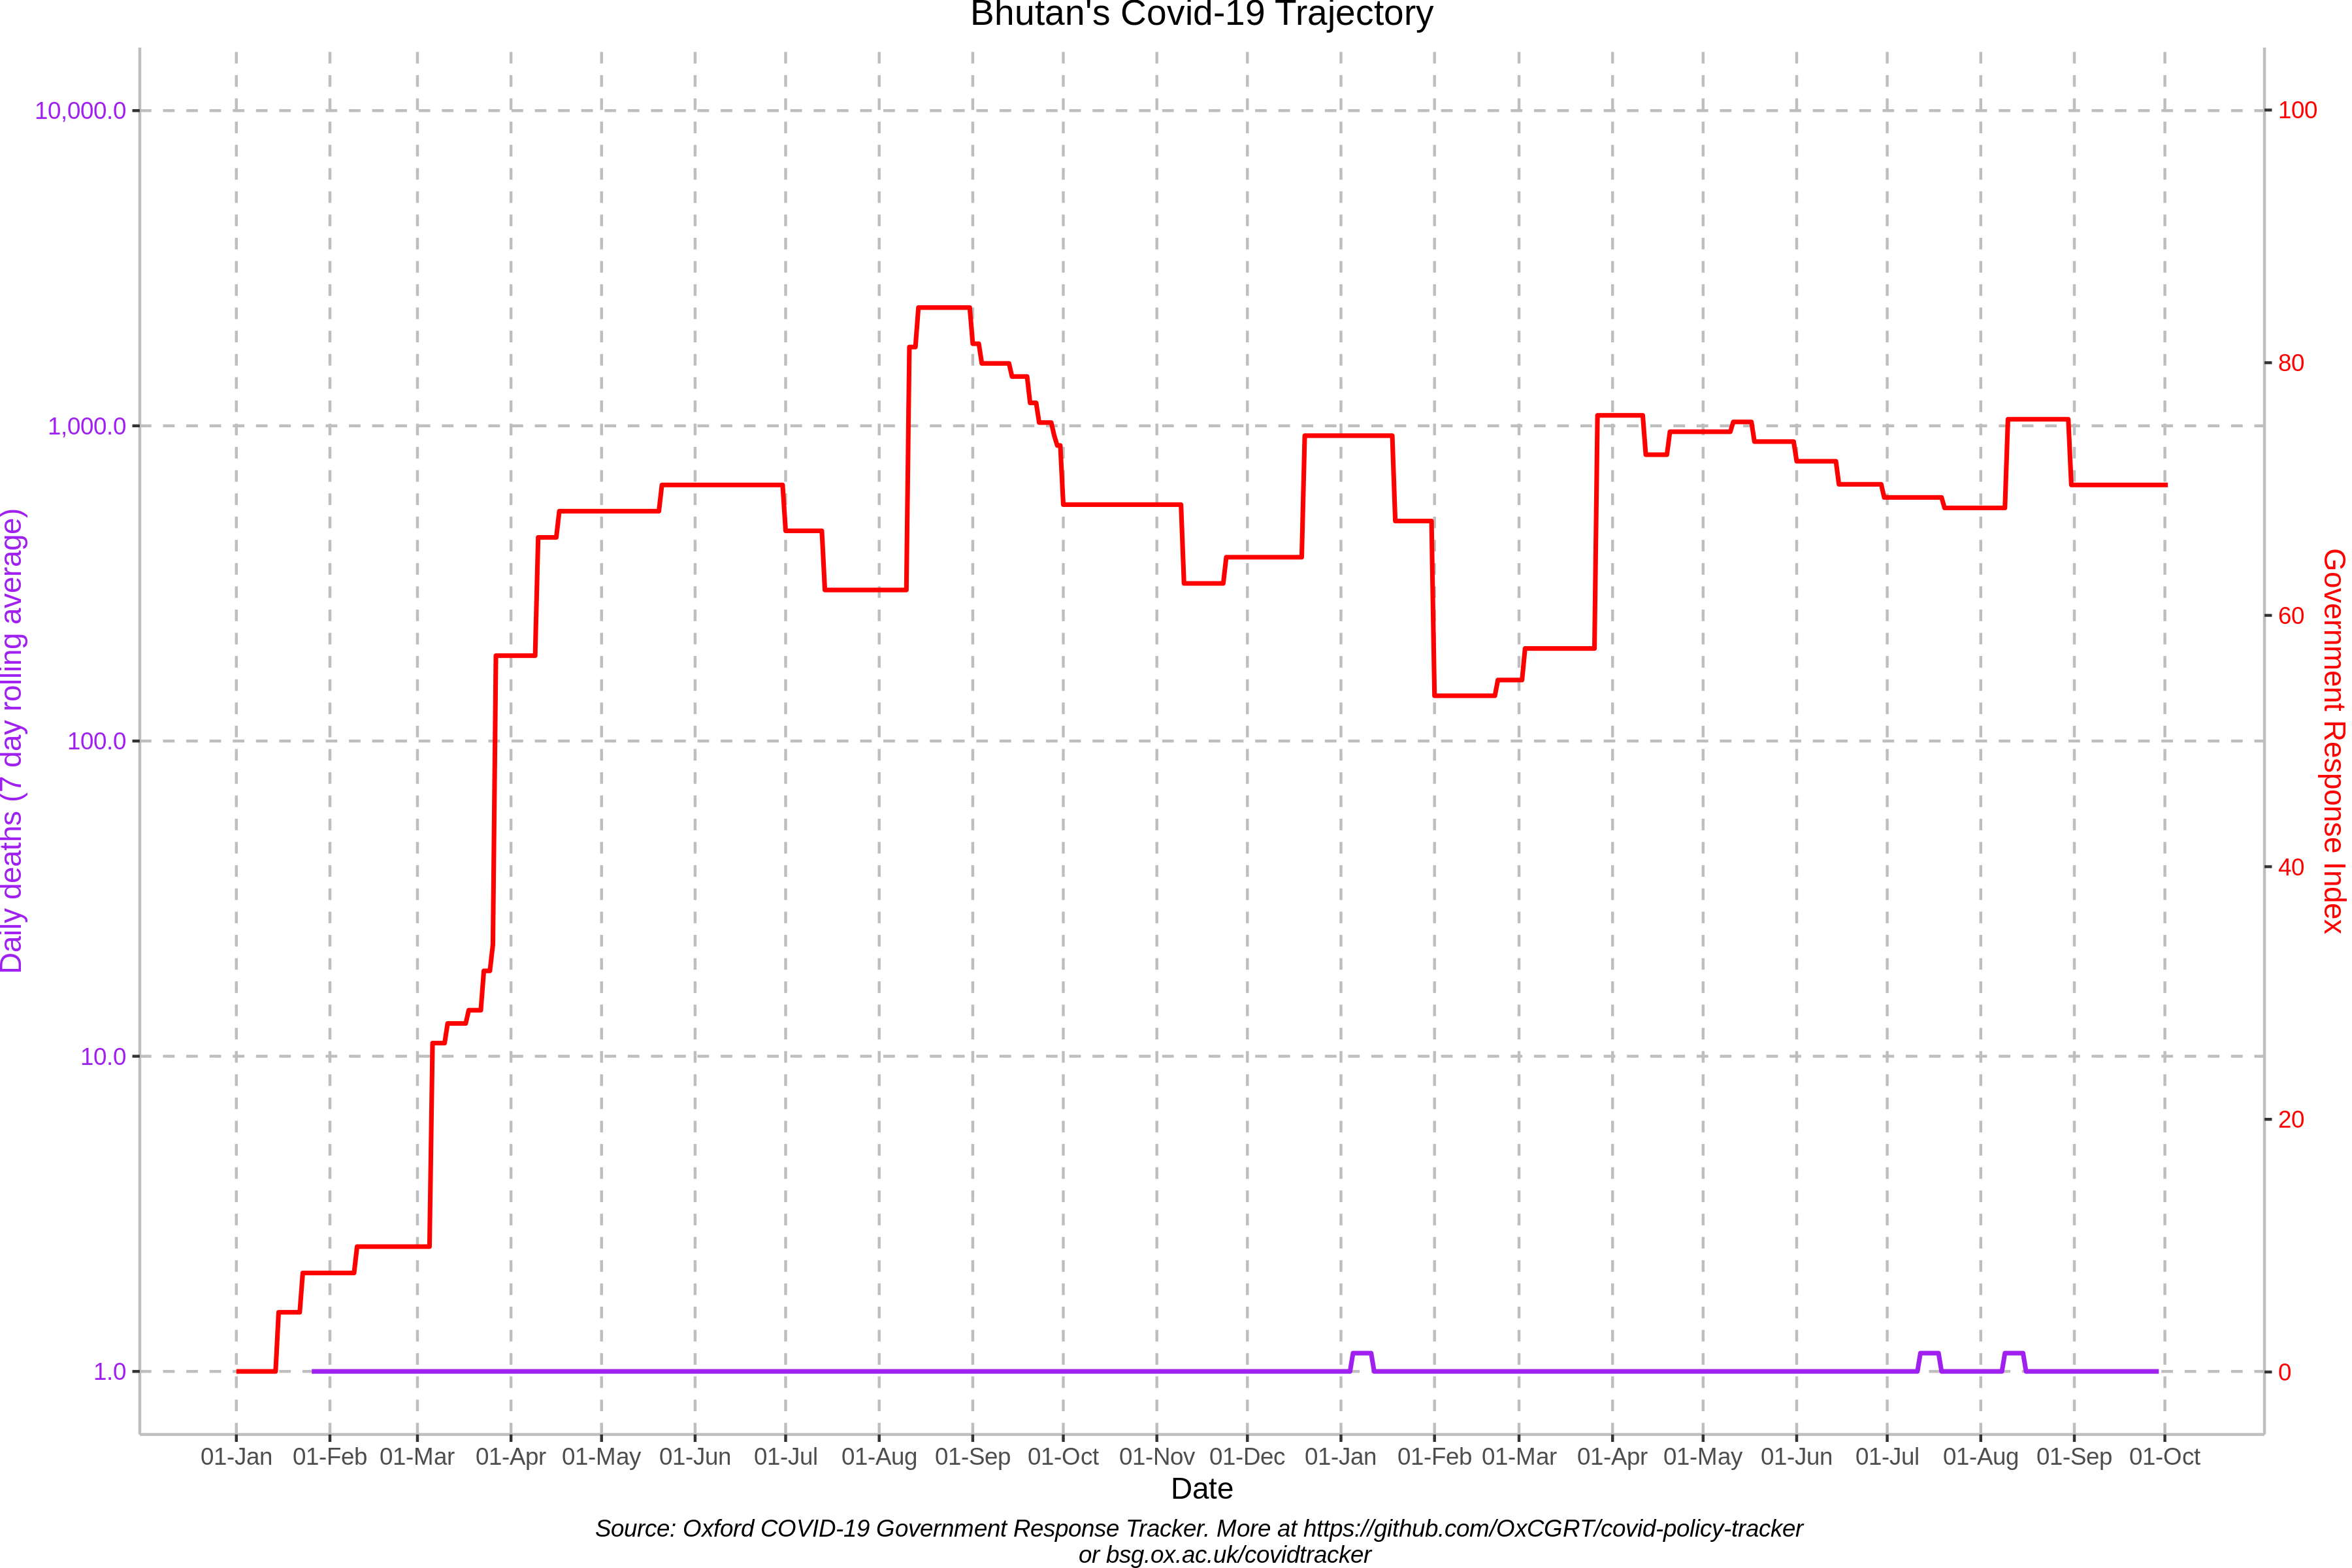 Bhutan's Covid-19 Trajectory
10,000.0
1,000.0
100.0
10.0
1.0
Daily deaths (7 day rolling average)
100
80
60
40
20
0
Government Response Index
01-Jan 01-Feb 01-Mar 01-Apr 01-May 01-Jun 01-Jul 01-Aug 01-Sep 01-Oct 01-Nov 01-Dec 01-Jan 01-Feb 01-Mar 01-Apr 01-May 01-Jun 01-Jul 01-Aug 01-Sep 01-Oct
Date
Source: Oxford COVID-19 Government Response Tracker. More at https://github.com/OxCGRT/covid-policy-tracker
or bsg.ox.ac.uk/covidtracker